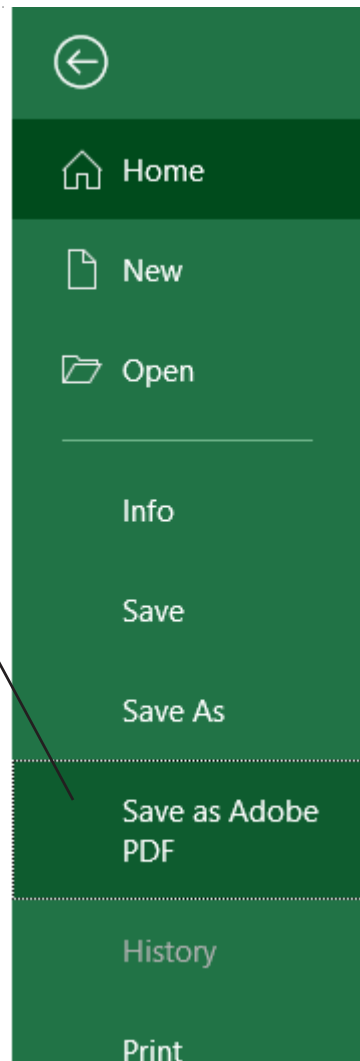 Home
New
Open
Info
Save
Save As
Save as Adobe
PDF
History
Print